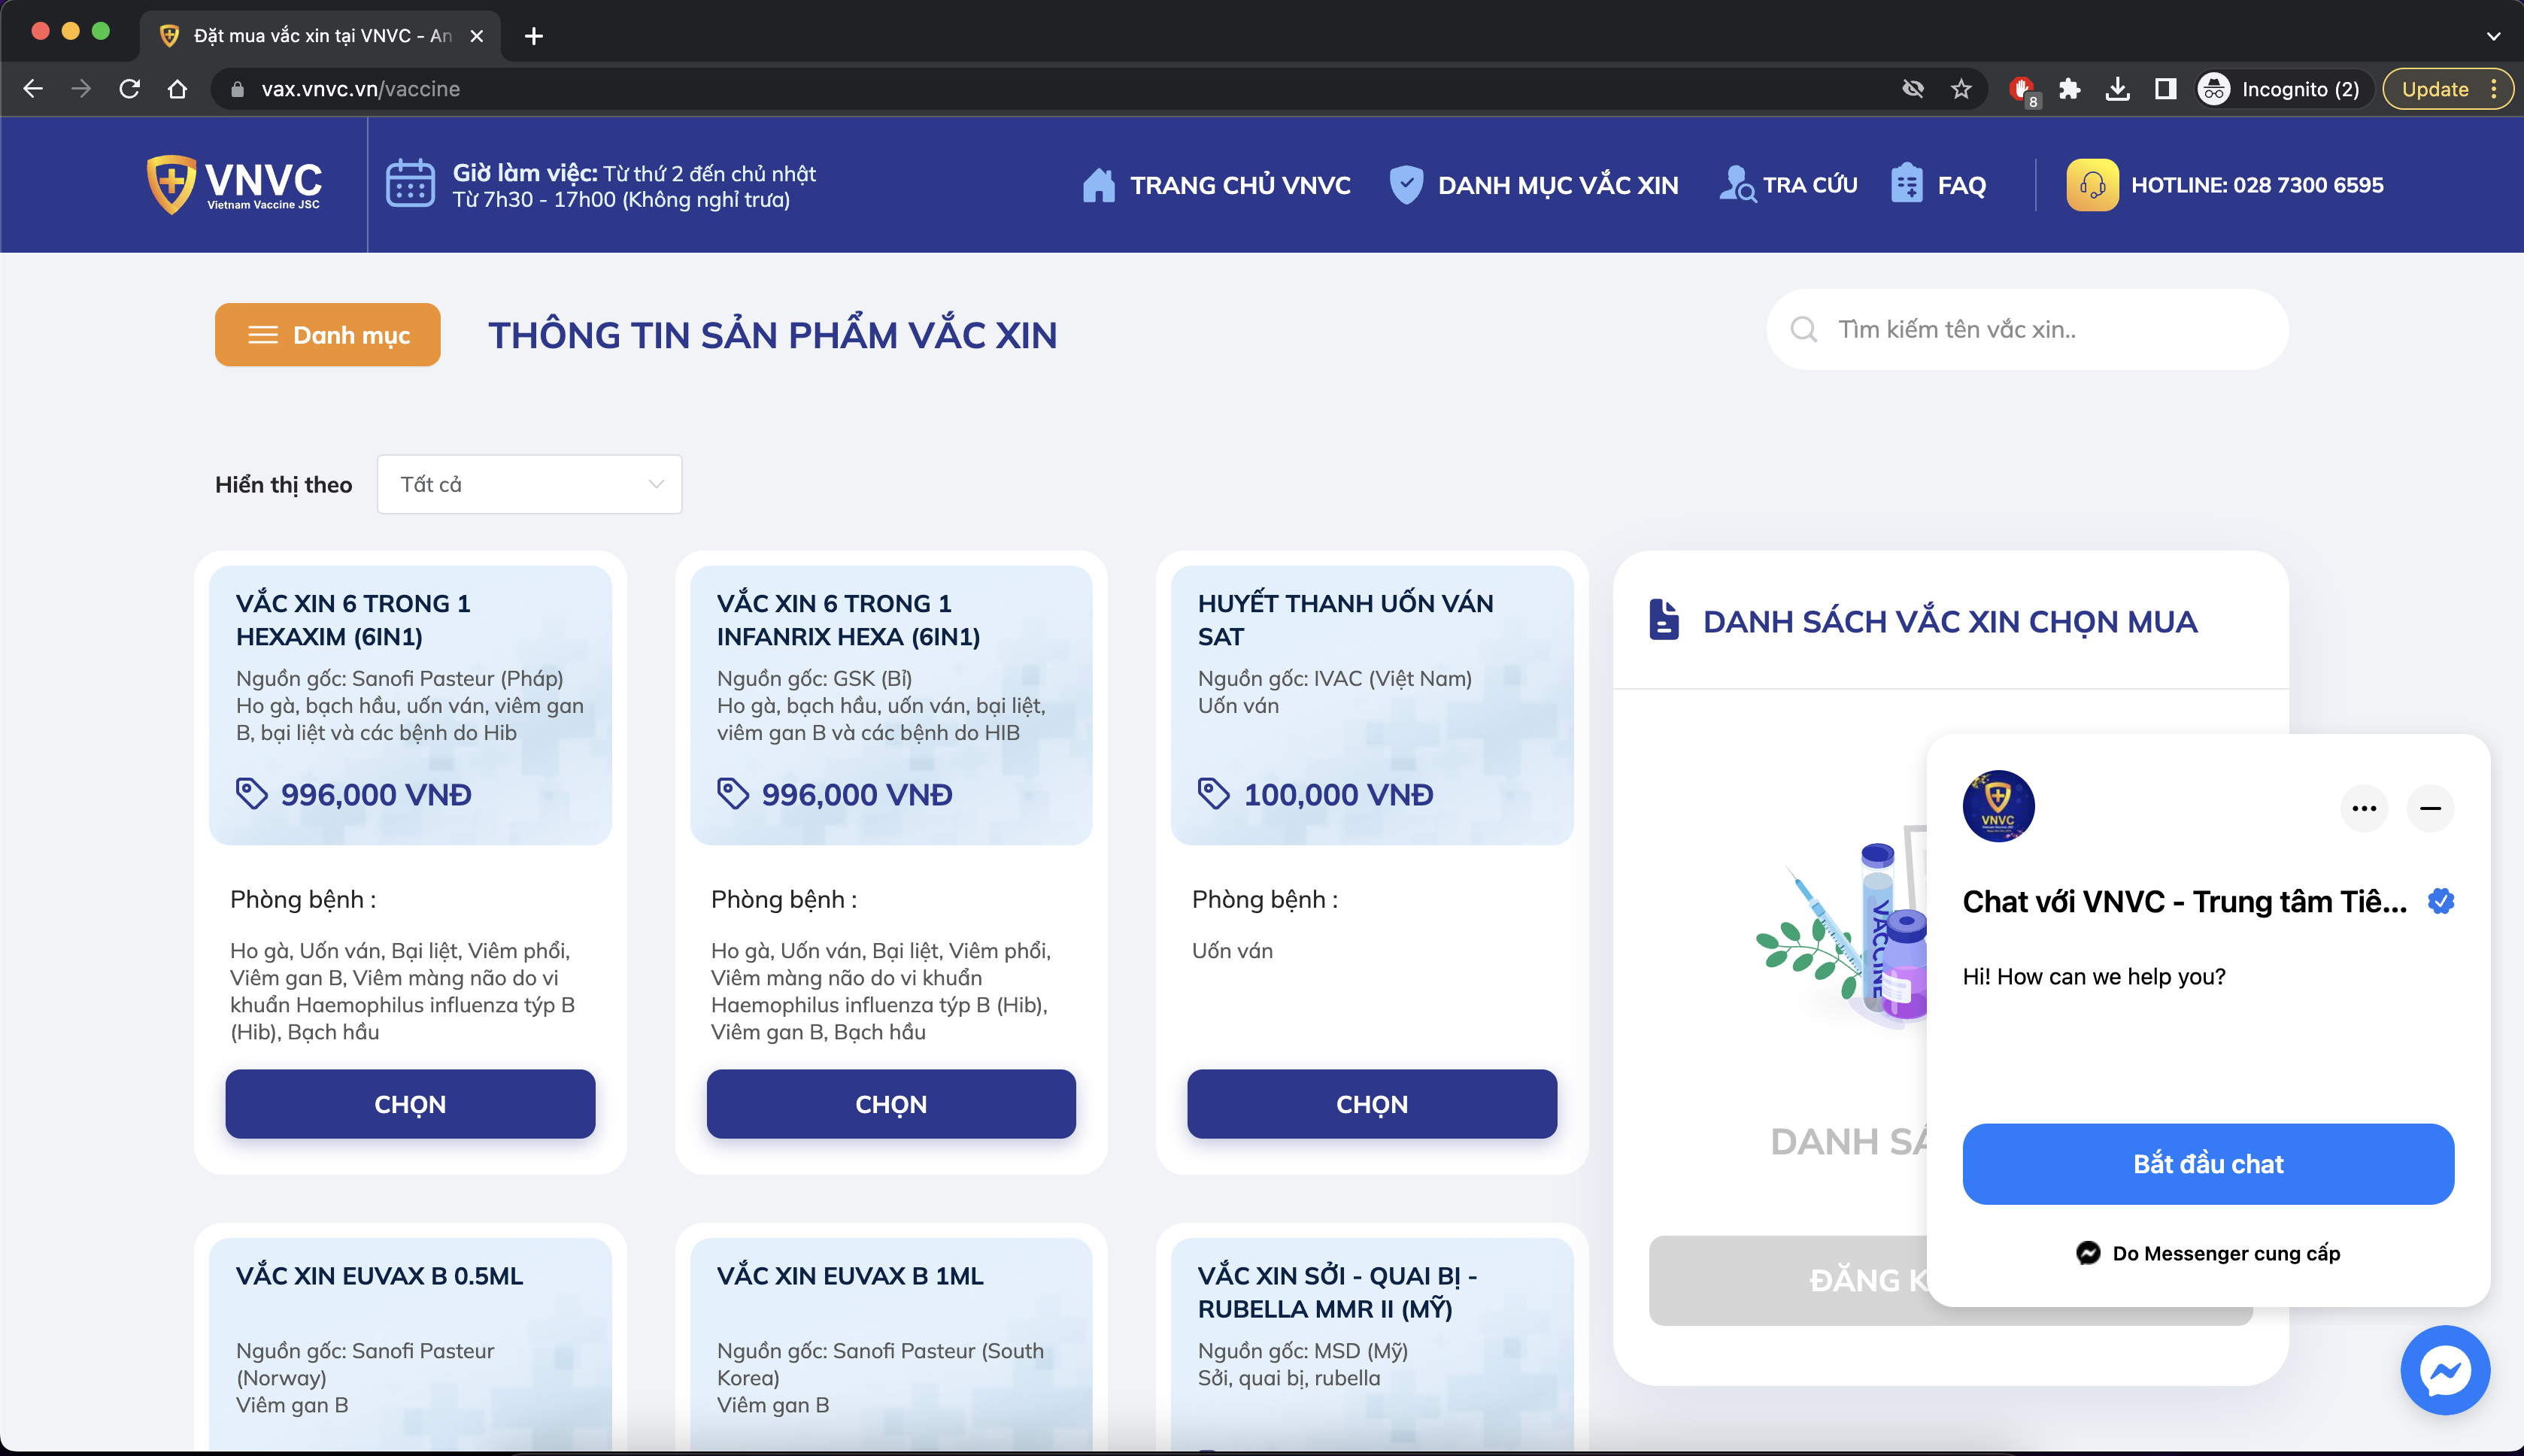 Đặt mua vắc xin tại VNVC - An
vax.vnvc.vn/vaccine
8
Incognito (2)
Update
VNVC
Vietnam Vaccine JSC
Giờ làm việc: Từ thứ 2 đến chủ nhật
Từ 7h30 - 17h00 (Không nghỉ trưa)
TRANG CHỦ VNVC
DANH MỤC VẮC XIN
TRA CỨU
FAQ
HOTLINE: 028 7300 6595
Danh mục
THÔNG TIN SẢN PHẨM VẮC XIN
Tìm kiếm tên vắc xin..
Hiển thị theo
Tất cả
VẮC XIN 6 TRONG 1
HEXAXIM (6IN1)
Nguồn gốc: Sanofi Pasteur (Pháp)
Ho gà, bạch hầu, uốn ván, viêm gan
B, bại liệt và các bệnh do Hib
996,000 VNĐ
Phòng bệnh :
Ho gà, Uốn ván, Bại liệt, Viêm phổi,
Viêm gan B, Viêm màng não do vi
khuẩn Haemophilus influenza týp B
(Hib), Bạch hầu
CHỌN
VẮC XIN 6 TRONG 1
INFANRIX HEXA (6IN1)
Nguồn gốc: GSK (Bỉ)
Ho gà, bạch hầu, uốn ván, bại liệt,
viêm gan B và các bệnh do HIB
996,000 VNĐ
Phòng bệnh :
Ho gà, Uốn ván, Bại liệt, Viêm phổi,
Viêm màng não do vi khuẩn
Haemophilus influenza týp B (Hib),
Viêm gan B, Bạch hầu
CHỌN
HUYẾT THANH UỐN VÁN
SAT
Nguồn gốc: IVAC (Việt Nam)
Uốn ván
100,000 VNĐ
Phòng bệnh :
Uốn ván
CHỌN
DANH SÁCH VẮC XIN CHỌN MUA
VACCINE
DANH SÁ
ĐĂNG K
VNVC
Chat với VNVC - Trung tâm Tiê...
Hi! How can we help you?
Bắt đầu chat
Do Messenger cung cấp
VẮC XIN EUVAX B 0.5ML
Nguồn gốc: Sanofi Pasteur
(Norway)
Viêm gan B
VẮC XIN EUVAX B 1ML
Nguồn gốc: Sanofi Pasteur (South
Korea)
Viêm gan B
VẮC XIN SỞI - QUAI BỊ -
RUBELLA MMR II (MỸ)
Nguồn gốc: MSD (Mỹ)
Sởi, quai bị, rubella